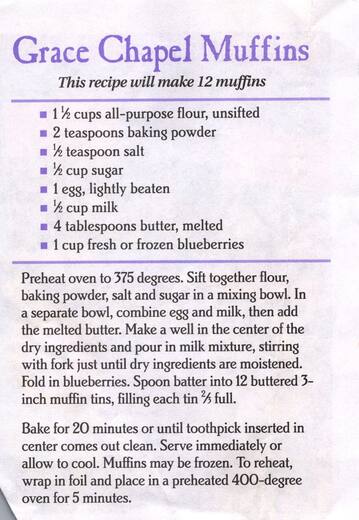 Grace Chapel Muffins
This recipe will make 12 muffins
■ 1 ½ cups all-purpose flour, unsifted
■ 2 teaspoons baking powder
■ ½ teaspoon salt
■ ½ cup sugar
■ 1 egg, lightly beaten
■ ½ cup milk
■ 4 tablespoons butter, melted
■ 1 cup fresh or frozen blueberries
Preheat oven to 375 degrees. Sift together flour,
baking powder, salt and sugar in a mixing bowl. In
a separate bowl, combine egg and milk, then add
the melted butter. Make a well in the center of the
dry ingredients and pour in milk mixture, stirring
with fork just until dry ingredients are moistened.
Fold in blueberries. Spoon batter into 12 buttered 3-
inch muffin tins, filling each tin ⅔ full.
Bake for 20 minutes or until toothpick inserted in
center comes out clean. Serve immediately or
allow to cool. Muffins may be frozen. To reheat,
wrap in foil and place in a preheated 400-degree
oven for 5 minutes.